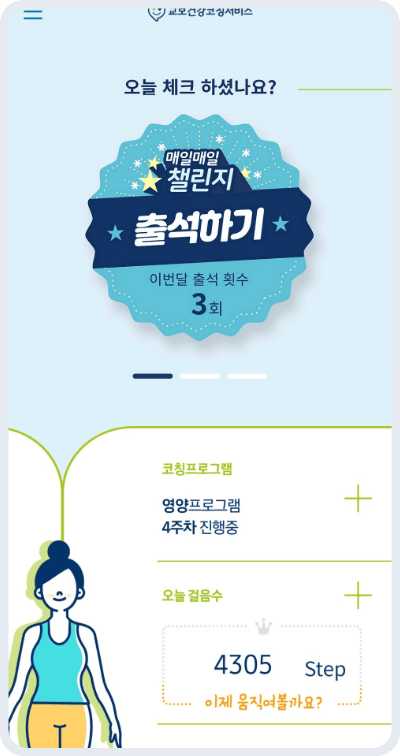 교보건강코칭서비스
오늘 체크 하셨나요?
매일매일
챌린지
출석하기
이번달 출석 횟수
3회
코칭프로그램
영양프로그램
4주차 진행중
오늘 걸음수
4305 Step
이제 움직여볼까요?